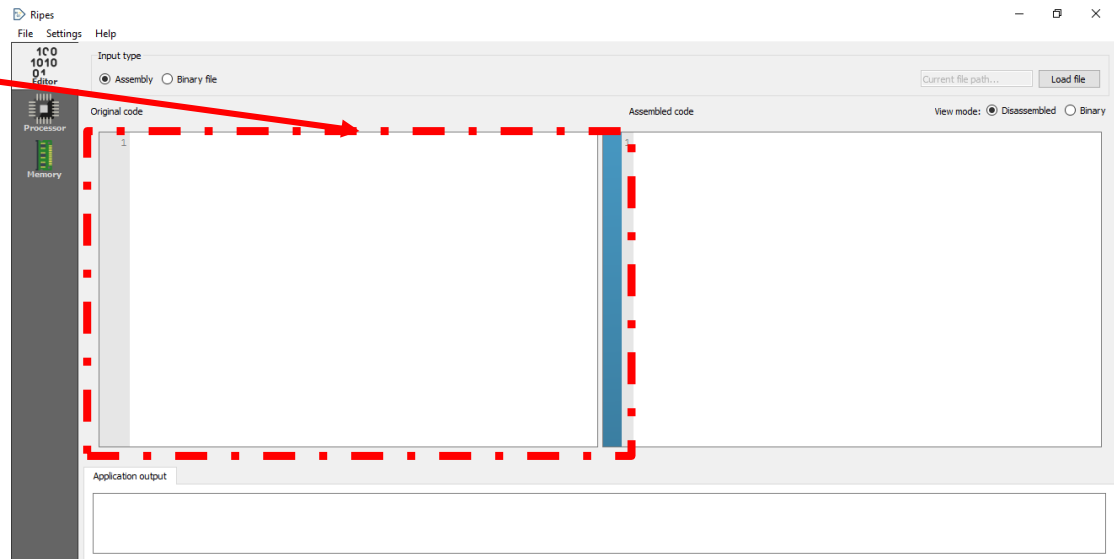 Ripes
File Settings Help
100
1010
01
Editor
Processor
Memory
Input type
Assembly Binary file
Current file path... Load file
Original code
Assembled code
View mode: Disassembled Binary
1
1
Application output